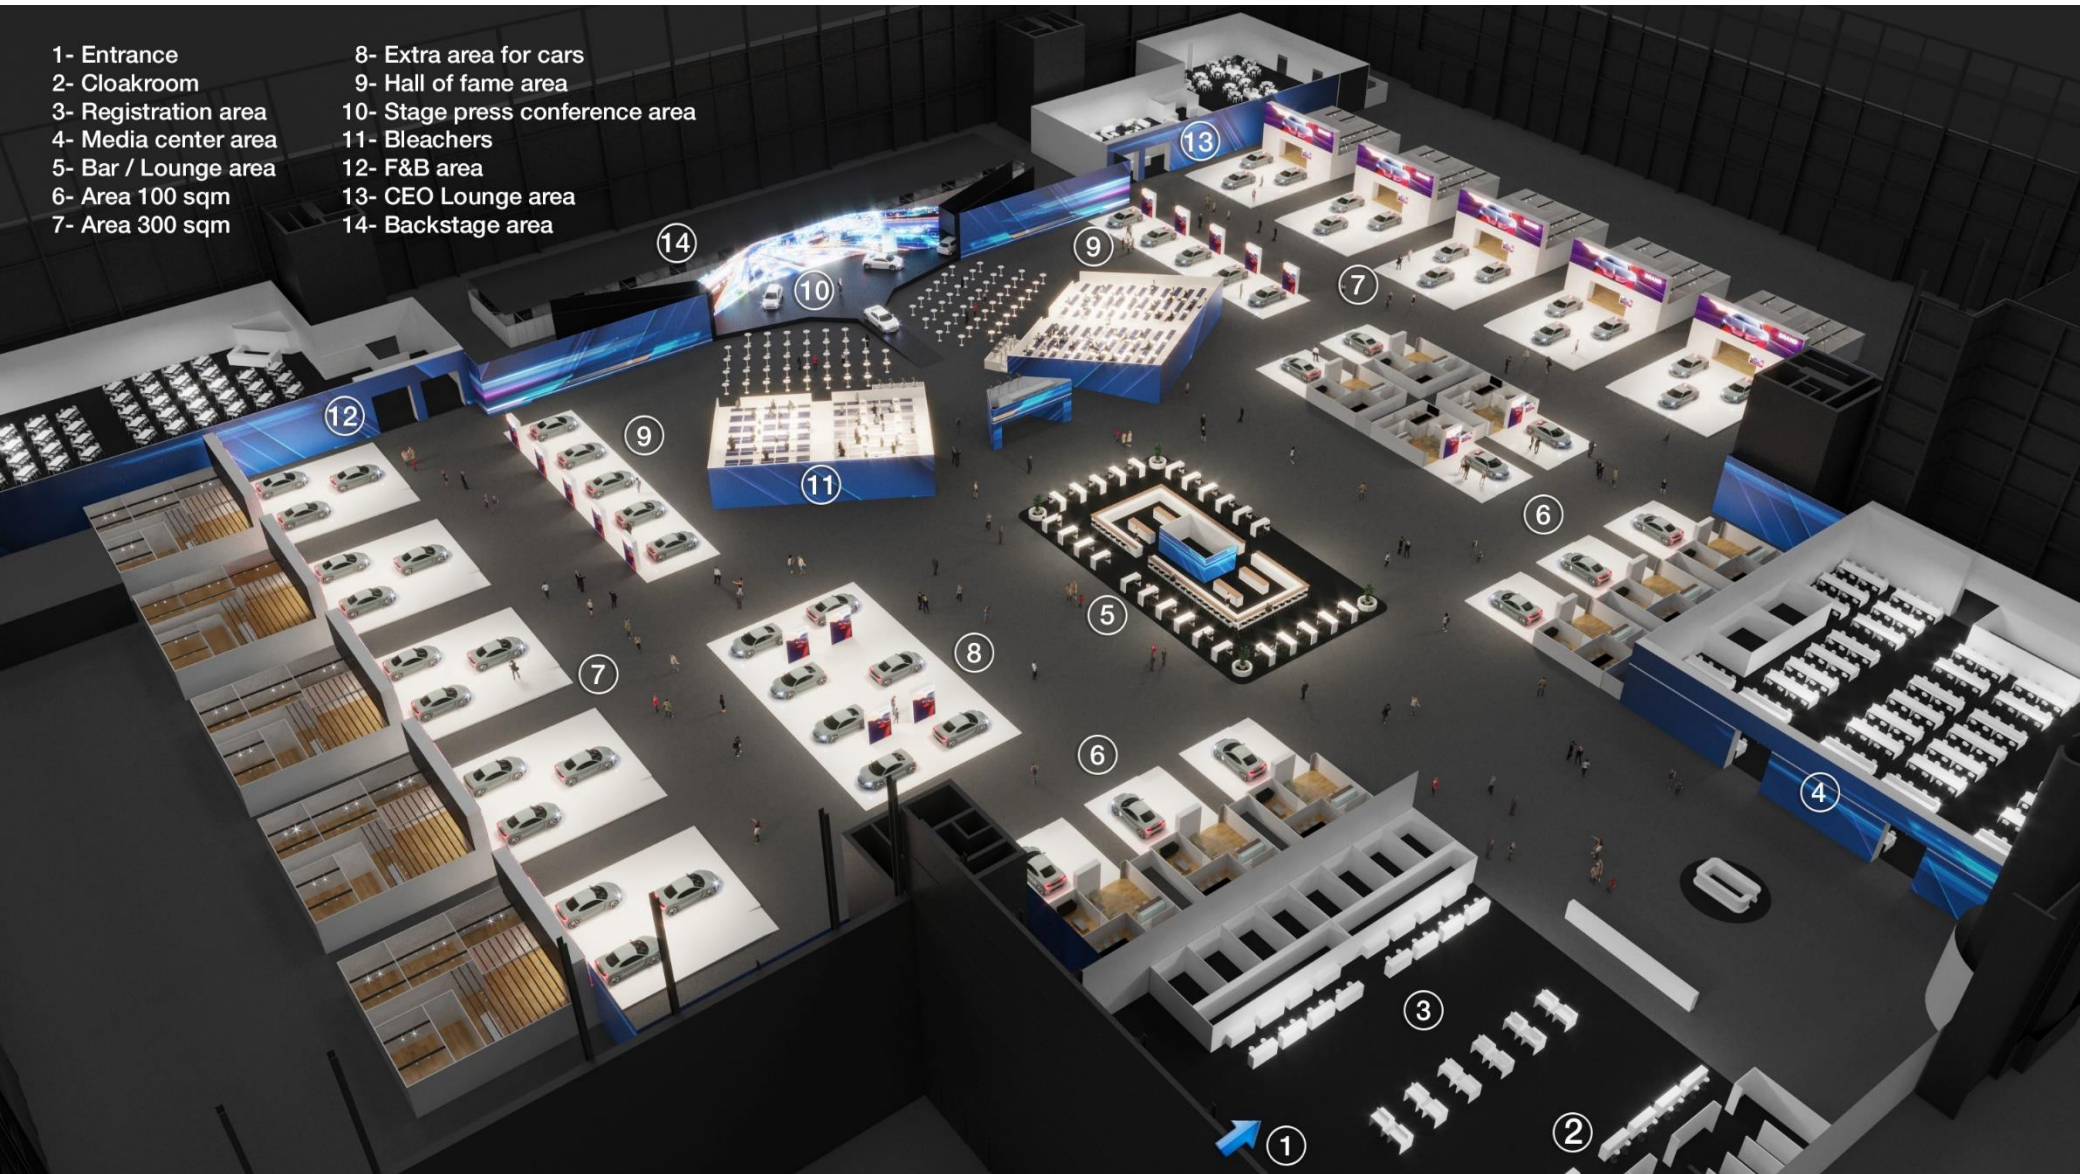 1- Entrance
2- Cloakroom
3- Registration area
4- Media center area
5- Bar / Lounge area
6- Area 100 sqm
7- Area 300 sqm
8- Extra area for cars
9- Hall of fame area
10- Stage press conference area
11- Bleachers
12- F&B area
13- CEO Lounge area
14- Backstage area
13
14
9
10
7
12
9
11
6
5
8
7
6
4
3
2
1